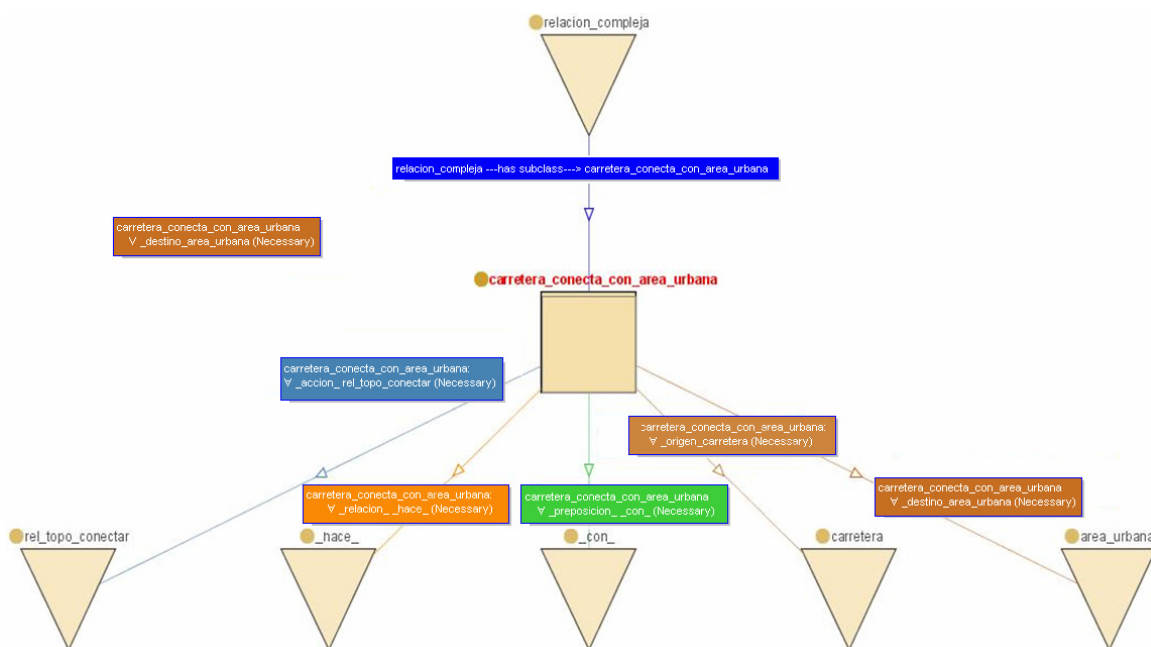 relacion_compleja
relacion_compleja ---has subclass---> carretera_conecta_con_area_urbana
carretera_conecta_con_area_urbana
∀ _destino_area_urbana (Necessary)
carretera_conecta_con_area_urbana
carretera_conecta_con_area_urbana:
∀ _accion_ rel_topo_conectar (Necessary)
carretera_conecta_con_area_urbana:
∀ _origen_carretera (Necessary)
carretera_conecta_con_area_urbana:
∀ _relacion_ _hace_ (Necessary)
carretera_conecta_con_area_urbana
∀ _preposicion_ _con_ (Necessary)
carretera_conecta_con_area_urbana
∀ _destino_area_urbana (Necessary)
rel_topo_conectar
_hace_
_con_
carretera
area_urbana